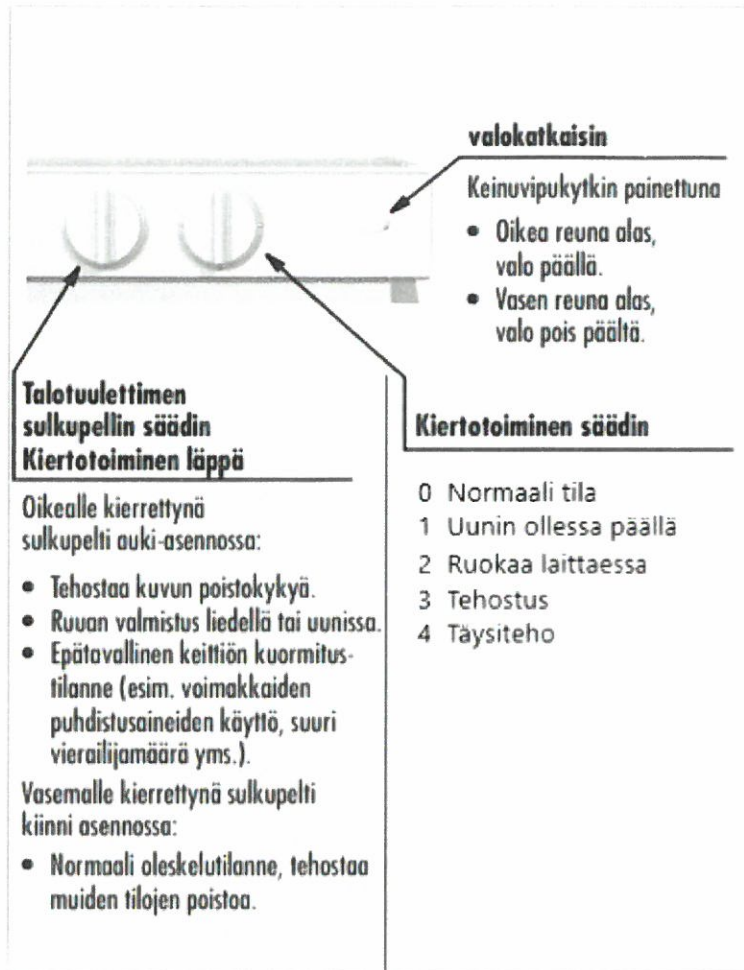 valokatkaisin
Keinuvipukytkin painettuna
• Oikea reuna alas,
valo päällä.
• Vasen reuna alas,
valo pois päältä.
Talotuulettimen
sulkupellin säädin
Kiertotoiminen läppä
Oikealle kierrettynä
sulkupelti auki-asennossa:
• Tehostaa kuvun poistokykyä.
• Ruuan valmistus liedellä tai uunissa.
• Epätavallinen keittiön kuormitus-
tilanne (esim. voimakkaiden
puhdistusaineiden käyttö, suuri
vierailijamäärä yms.).
Vasemalle kierrettynä sulkupelti
kiinni asennossa:
• Normaali oleskelutilanne, tehostaa
muiden tilojen poistoa.
Kiertotoiminen säädin
0 Normaali tila
1 Uunin ollessa päällä
2 Ruokaa laittaessa
3 Tehostus
4 Täysiteho